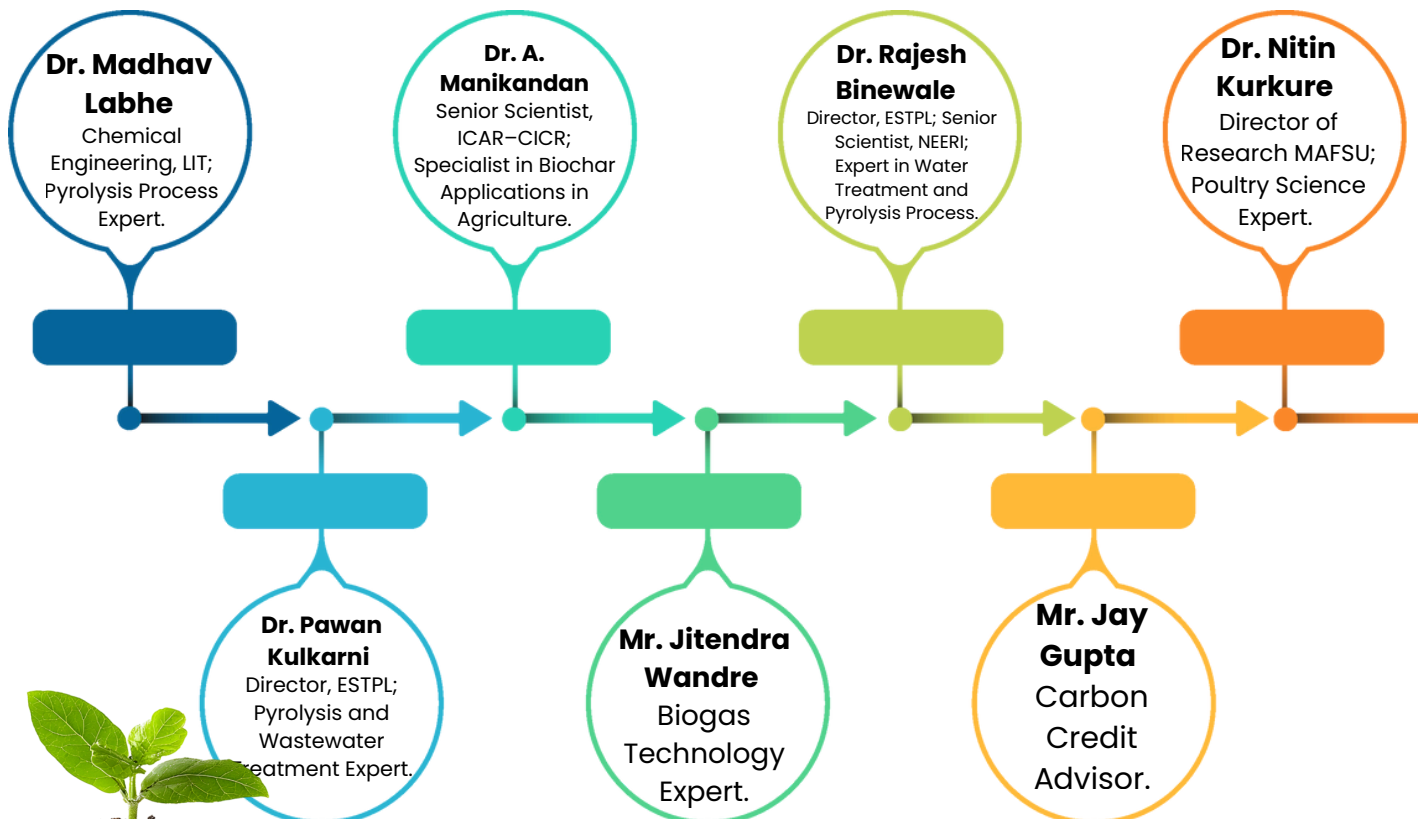 Dr. Madhav
Labhe
Chemical
Engineering, LIT;
Pyrolysis Process
Expert.
Dr. A.
Manikandan
Senior Scientist,
ICAR–CICR;
Specialist in Biochar
Applications in
Agriculture.
Dr. Rajesh
Binewale
Director, ESTPL; Senior
Scientist, NEERI;
Expert in Water
Treatment and
Pyrolysis Process.
Dr. Nitin
Kurkure
Director of
Research MAFSU;
Poultry Science
Expert.
Dr. Pawan
Kulkarni
Director, ESTPL;
Pyrolysis and
Wastewater
Treatment Expert.
Mr. Jitendra
Wandre
Biogas
Technology
Expert.
Mr. Jay
Gupta
Carbon
Credit
Advisor.